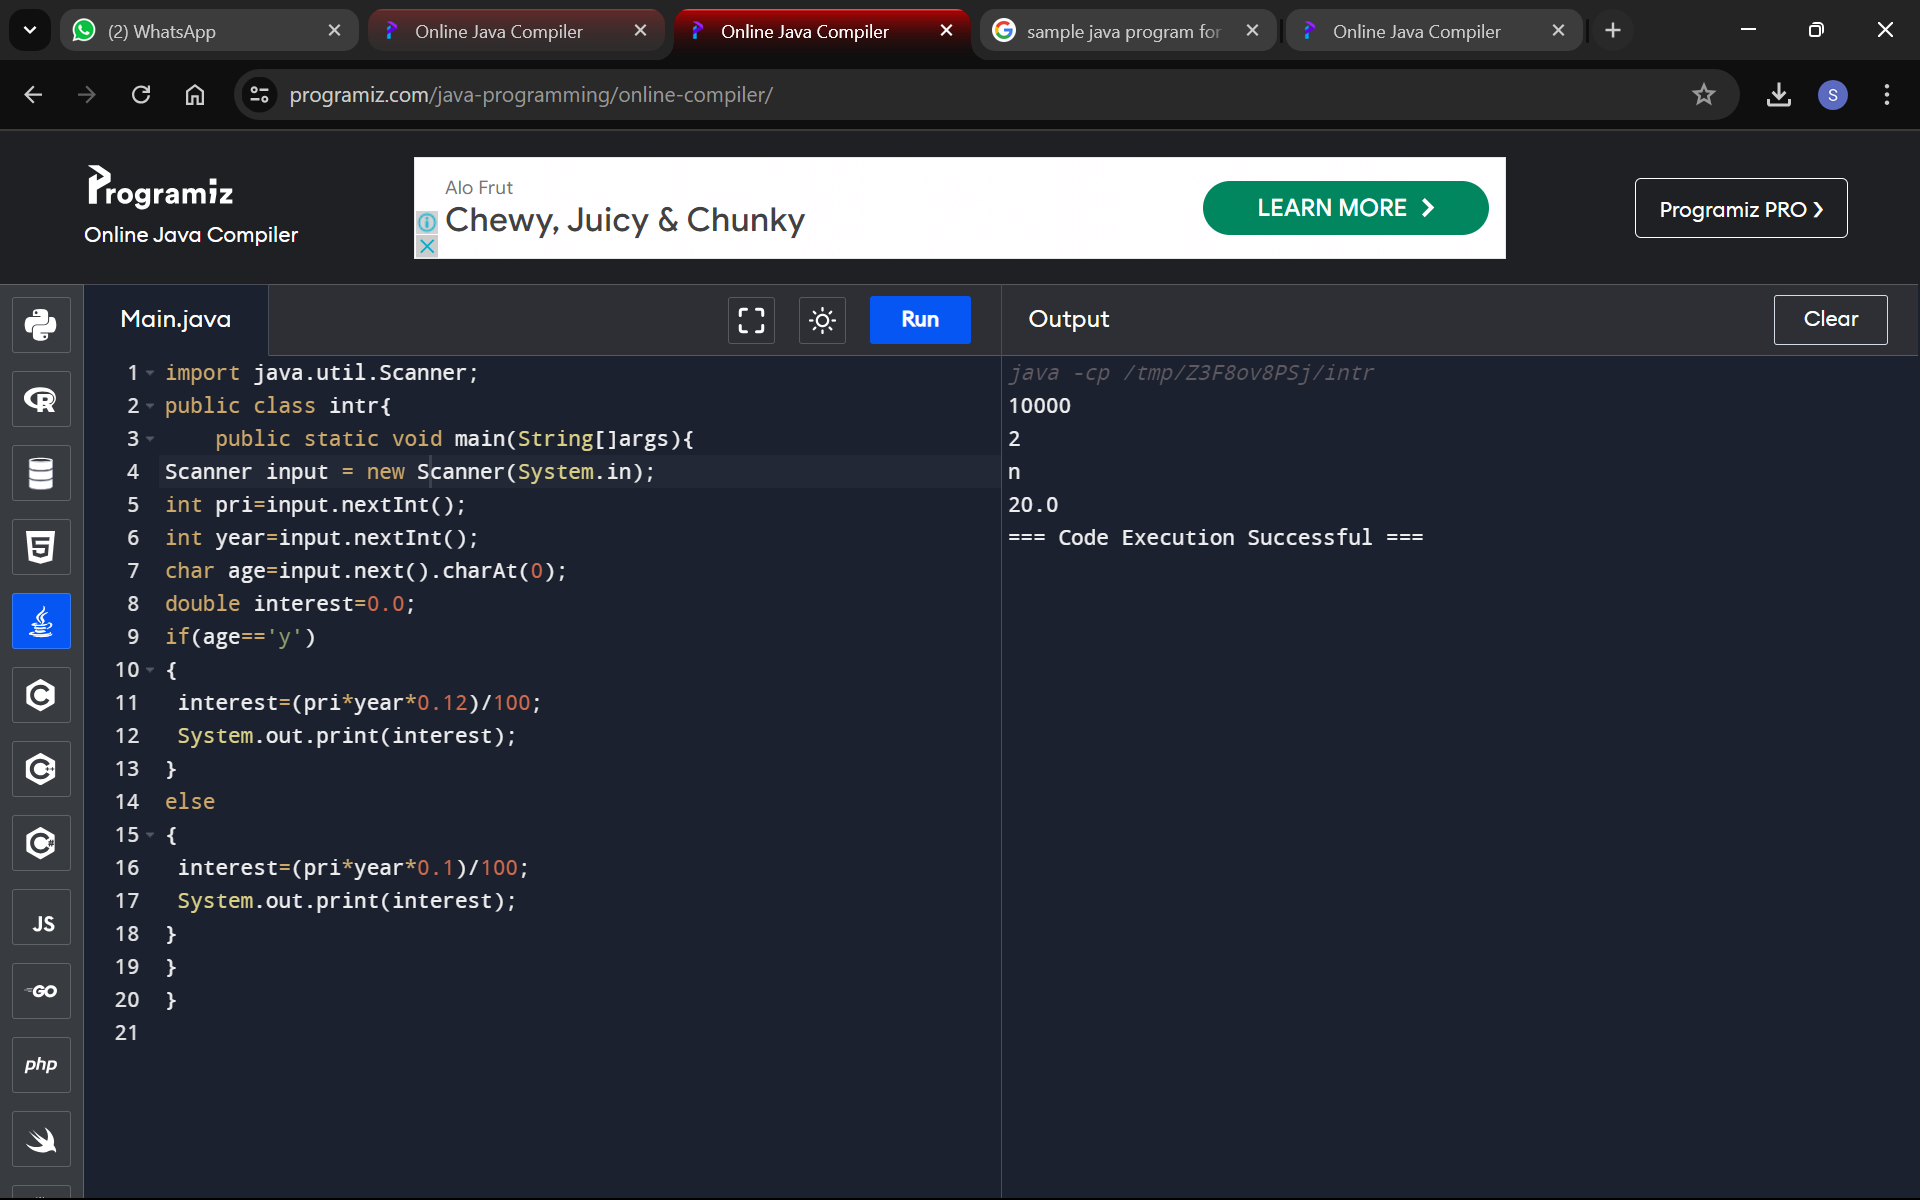 (2) WhatsApp
Online Java Compiler
Online Java Compiler
sample java program for
Online Java Compiler
programiz.com/java-programming/online-compiler/
S
Programiz
Online Java Compiler
Alo Frut
Chewy, Juicy & Chunky
LEARN MORE
Programiz PRO
Main.java
Run
Output
Clear
1 import java.util.Scanner;
2 public class intr{
3     public static void main(String[]args){
4 Scanner input = new Scanner(System.in);
5 int pri=input.nextInt();
6 int year=input.nextInt();
7 char age=input.next().charAt(0);
8 double interest=0.0;
9 if(age=='y')
10 {
11  interest=(pri*year*0.12)/100;
12  System.out.print(interest);
13 }
14 else
15 {
16  interest=(pri*year*0.1)/100;
17  System.out.print(interest);
18 }
19 }
20 }
21
java -cp /tmp/Z3F8ov8PSj/intr
10000
2
n
20.0
=== Code Execution Successful ===
R
5
C
C++
C#
JS
GO
php